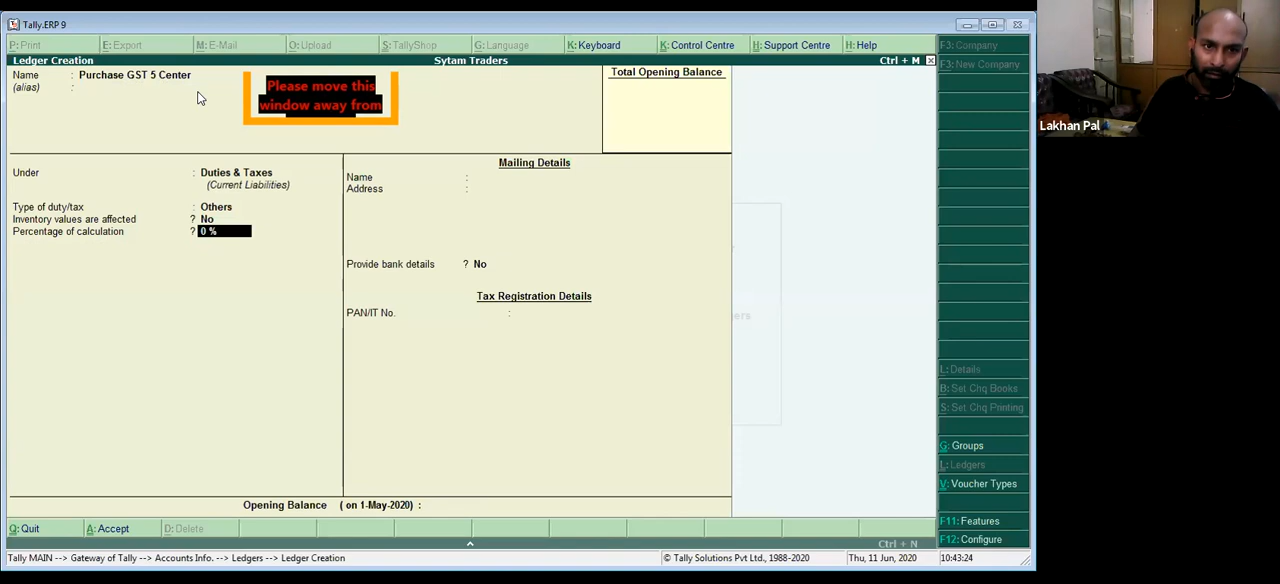 Tally.ERP 9
P: Print E: Export M: E-Mail O: Upload S: TallyShop G: Language K: Keyboard K: Control Centre H: Support Centre H: Help
F3: Company
F3: New Company
Ledger Creation Sytam Traders Ctrl + M
Name : Purchase GST 5 Center
(alias) :
Please move this
window away from
Total Opening Balance
Under : Duties & Taxes
(Current Liabilities)
Type of duty/tax : Others
Inventory values are affected ? No
Percentage of calculation ? 0 %
Mailing Details
Name :
Address :
Provide bank details ? No
Tax Registration Details
PAN/IT No. :
Opening Balance ( on 1-May-2020) :
L: Details
B: Set Chq Books
S: Set Chq Printing
G: Groups
L: Ledgers
V: Voucher Types
F11: Features
F12: Configure
Q: Quit A: Accept D: Delete
Ctrl + N
Tally MAIN --> Gateway of Tally --> Accounts Info. --> Ledgers --> Ledger Creation © Tally Solutions Pvt Ltd., 1988-2020 Thu, 11 Jun, 2020 10:43:24
Lakhan Pal